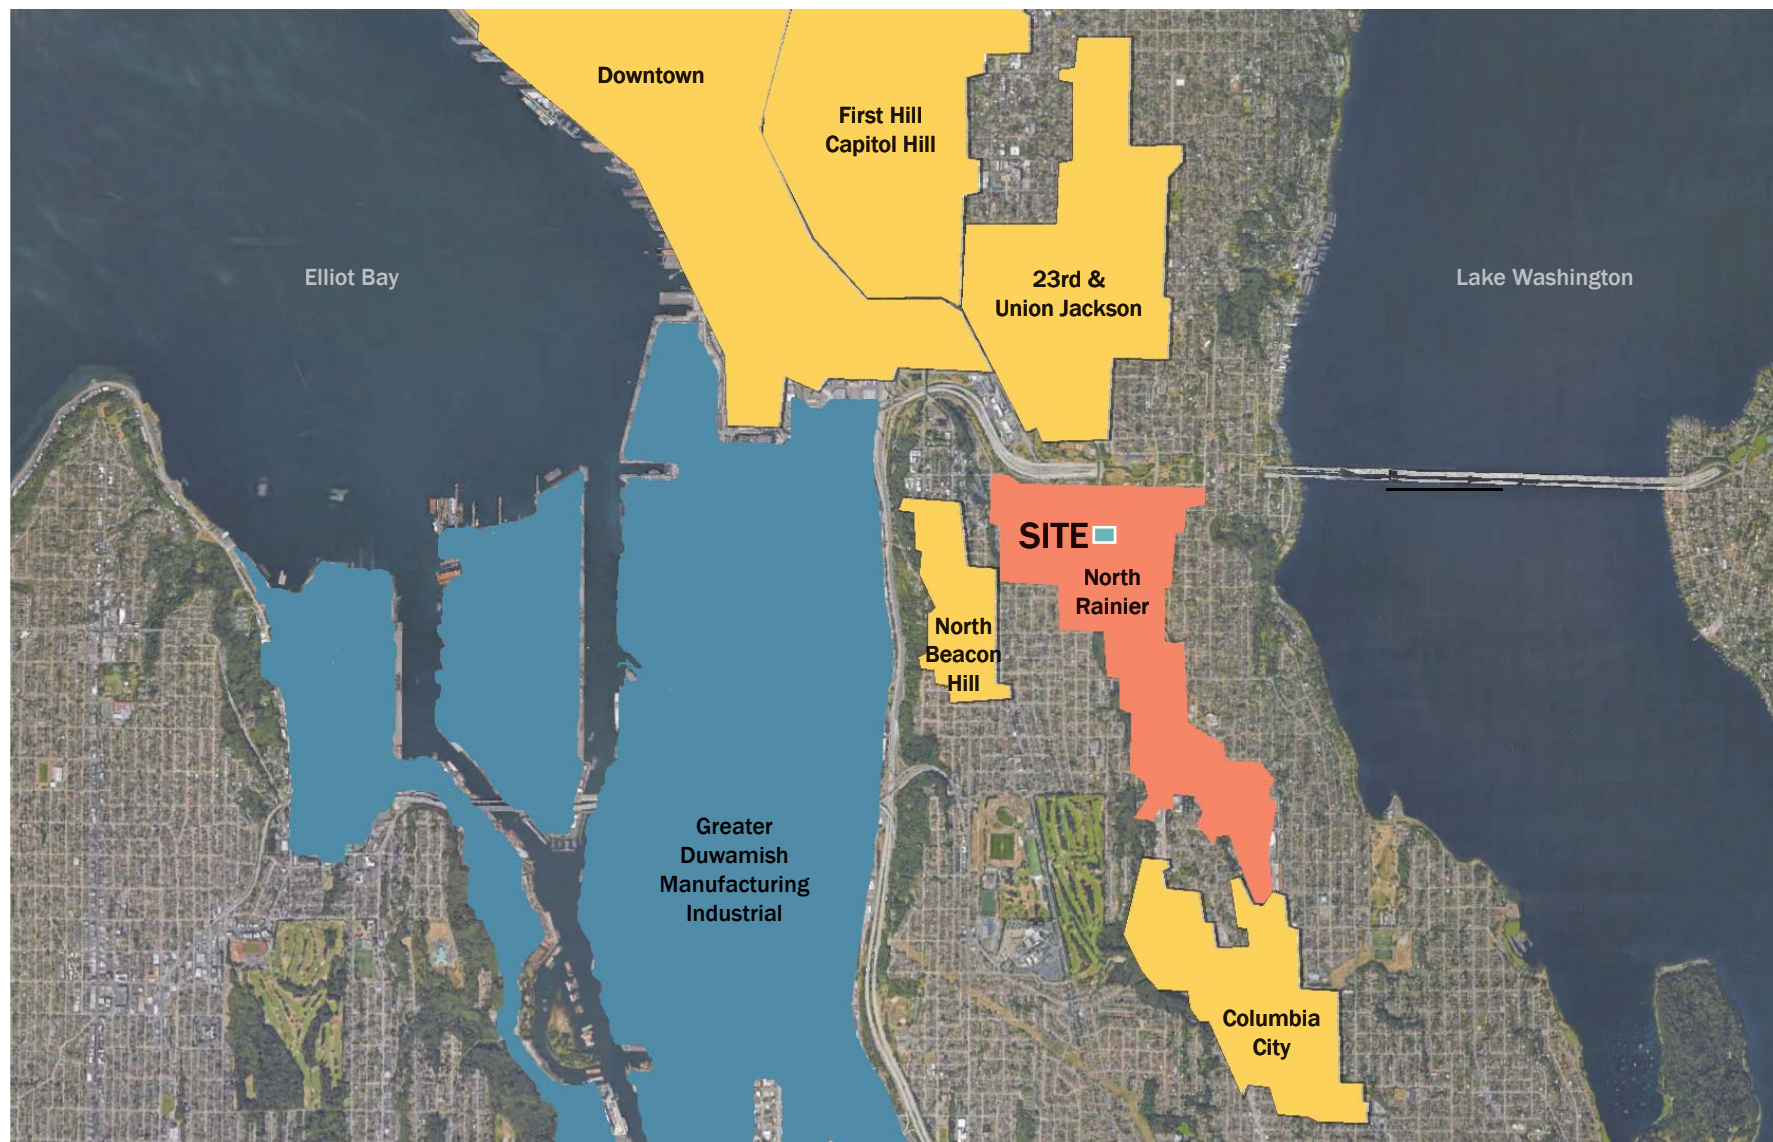 Downtown
First Hill
Capitol Hill
Elliot Bay
23rd &
Union Jackson
Lake Washington
SITE
North
Rainier
North
Beacon
Hill
Greater
Duwamish
Manufacturing
Industrial
Columbia
City